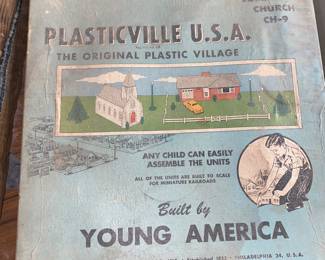 CHURCH
CH-9
PLASTICVILLE U.S.A.
THE ORIGINAL PLASTIC VILLAGE
ANY CHILD CAN EASILY
ASSEMBLE THE UNITS
ALL OF THE UNITS ARE BUILT TO SCALE
FOR MINIATURE RAILROADS
Built by
YOUNG AMERICA
PHILADELPHIA 24, U.S.A.